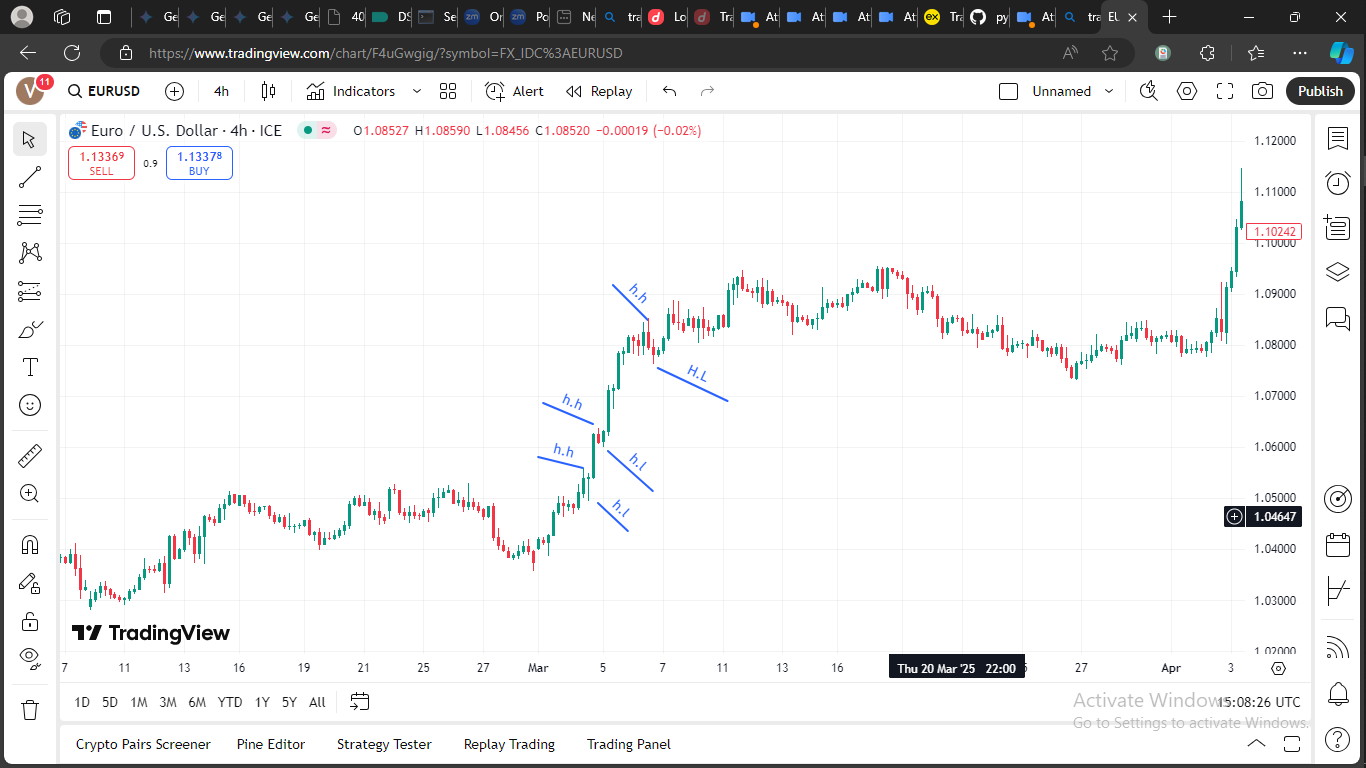 Ge Ge Ge Ge 40 DS Se Or Po Ne tra Lo Tra At At At At Tra py At tra EU
https://www.tradingview.com/chart/F4uGwgig/?symbol=FX_IDC%3AEURUSD
V 11 EURUSD 4h Indicators Alert Replay Unnamed Publish
Euro / U.S. Dollar · 4h · ICE O1.08527 H1.08590 L1.08456 C1.08520 −0.00019 (−0.02%)
1.13369 0.9 1.13378
SELL BUY
1.12000
1.11000
1.10242
1.10000
1.09000
1.08000
1.07000
1.06000
1.05000
1.04647
1.04000
1.03000
1.02000
h.h
H.L
h.h
h.h
h.l
h.l
TradingView
7 11 13 16 19 21 25 27 Mar 5 7 11 13 16 Thu 20 Mar '25 22:00 27 Apr 3
1D 5D 1M 3M 6M YTD 1Y 5Y All 15:08:26 UTC
Activate Windows
Go to Settings to activate Windows.
Crypto Pairs Screener Pine Editor Strategy Tester Replay Trading Trading Panel